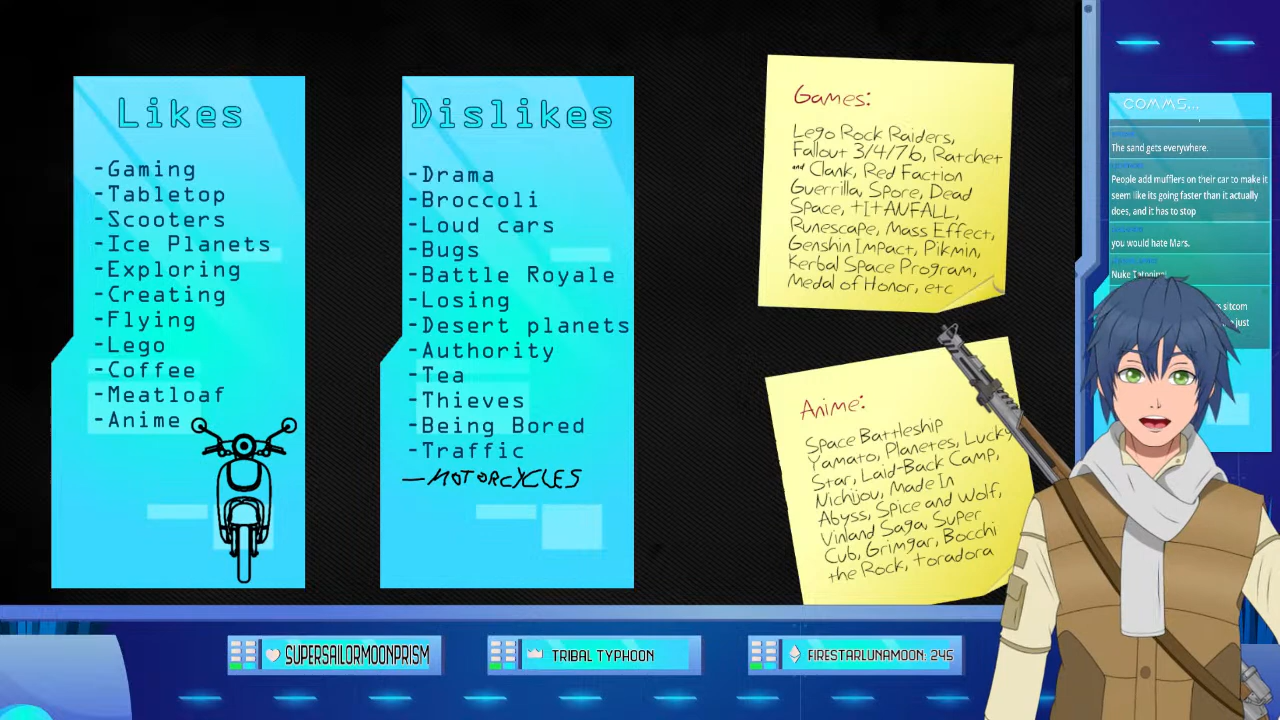 Likes
-Gaming
-Tabletop
-Scooters
-Ice Planets
-Exploring
-Creating
-Flying
-Lego
-Coffee
-Meatloaf
-Anime
Dislikes
-Drama
-Broccoli
-Loud cars
-Bugs
-Battle Royale
-Losing
-Desert planets
-Authority
-Tea
-Thieves
-Being Bored
-Traffic
-MOTORCYCLES
Games:
Lego Rock Raiders,
Fallout 3/4/76, Ratchet
and Clank, Red Faction
Guerrilla, Spore, Dead
Space, tItANFALL,
Runescape, Mass Effect,
Genshin Impact, Pikmin,
Kerbal Space Program,
Medal of Honor, etc
Anime:
Space Battleship
Yamato, Planetes, Lucky
Star, Laid-Back Camp,
Nichijou, Made In
Abyss, Spice and Wolf,
Vinland Saga, Super
Cub, Grimgar, Bocchi
the Rock, toradora
COMMS...
The sand gets everywhere.
People add mufflers on their car to make it
seem like its going faster than it actually
does, and it has to stop
you would hate Mars.
Nuke
sitcom
just
SUPERSAILORMOONPRISM
TRIBAL TYPHOON
FIRESTARLUNAMOON: 245